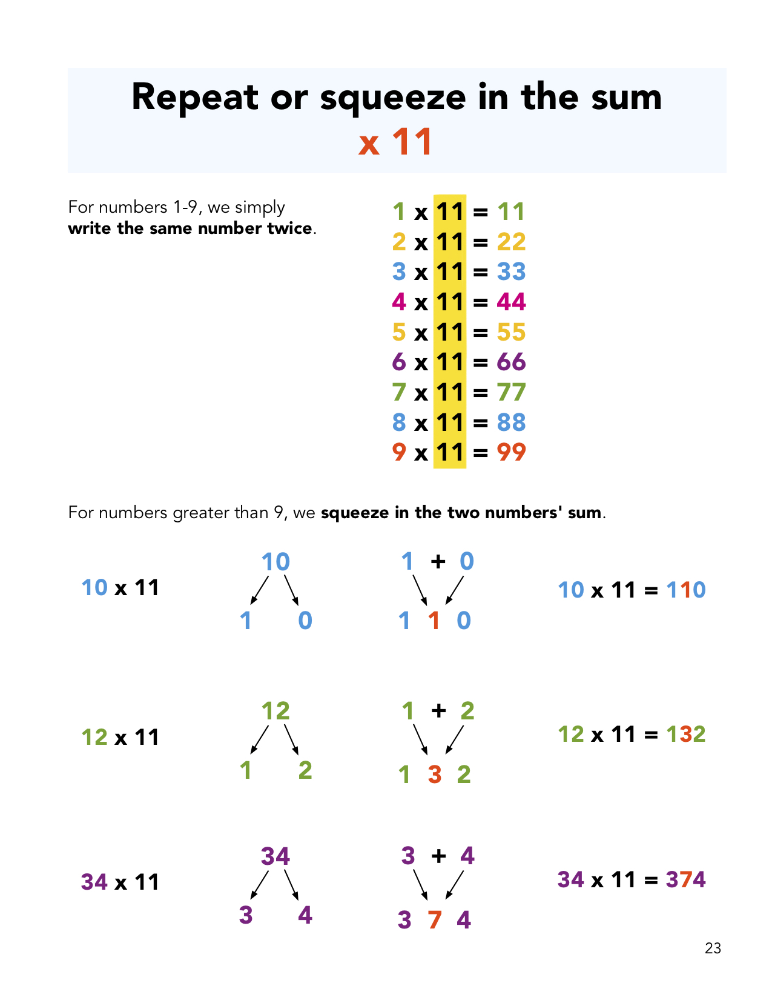 Repeat or squeeze in the sum
x 11
For numbers 1-9, we simply
write the same number twice.
1 x 11 = 11
2 x 11 = 22
3 x 11 = 33
4 x 11 = 44
5 x 11 = 55
6 x 11 = 66
7 x 11 = 77
8 x 11 = 88
9 x 11 = 99
For numbers greater than 9, we squeeze in the two numbers' sum.
10 x 11
10
1 0
1 + 0
1 1 0
10 x 11 = 110
12 x 11
12
1 2
1 + 2
1 3 2
12 x 11 = 132
34 x 11
34
3 4
3 + 4
3 7 4
34 x 11 = 374
23